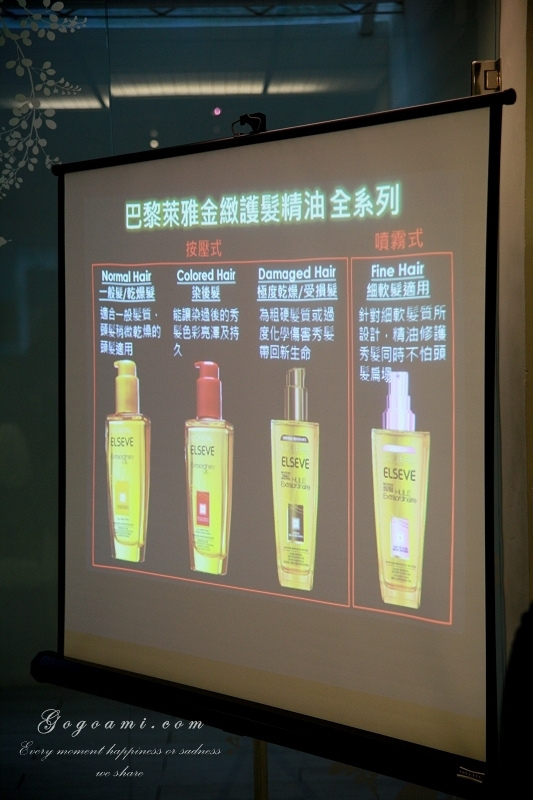 巴黎萊雅金緻護髮精油 全系列
按壓式
噴霧式
Normal Hair
一般髮/乾燥髮
適合一般髮質，
頭髮稍微乾燥的
頭髮適用
Colored Hair
染後髮
能讓染過後的秀
髮色彩亮澤及持
久
Damaged Hair
極度乾燥/受損髮
為粗硬髮質或過
度化學傷害秀髮
帶回新生命
Fine Hair
細軟髮適用
針對細軟髮質所
設計，精油修護
秀髮同時不怕頭
髮扁塌
ELSEVE
ELSEVE
ELSEVE
HUILE
Extraordinaire
ELSEVE
HUILE
Extraordinaire
Gogoami.com
Every moment happiness or sadness
we share